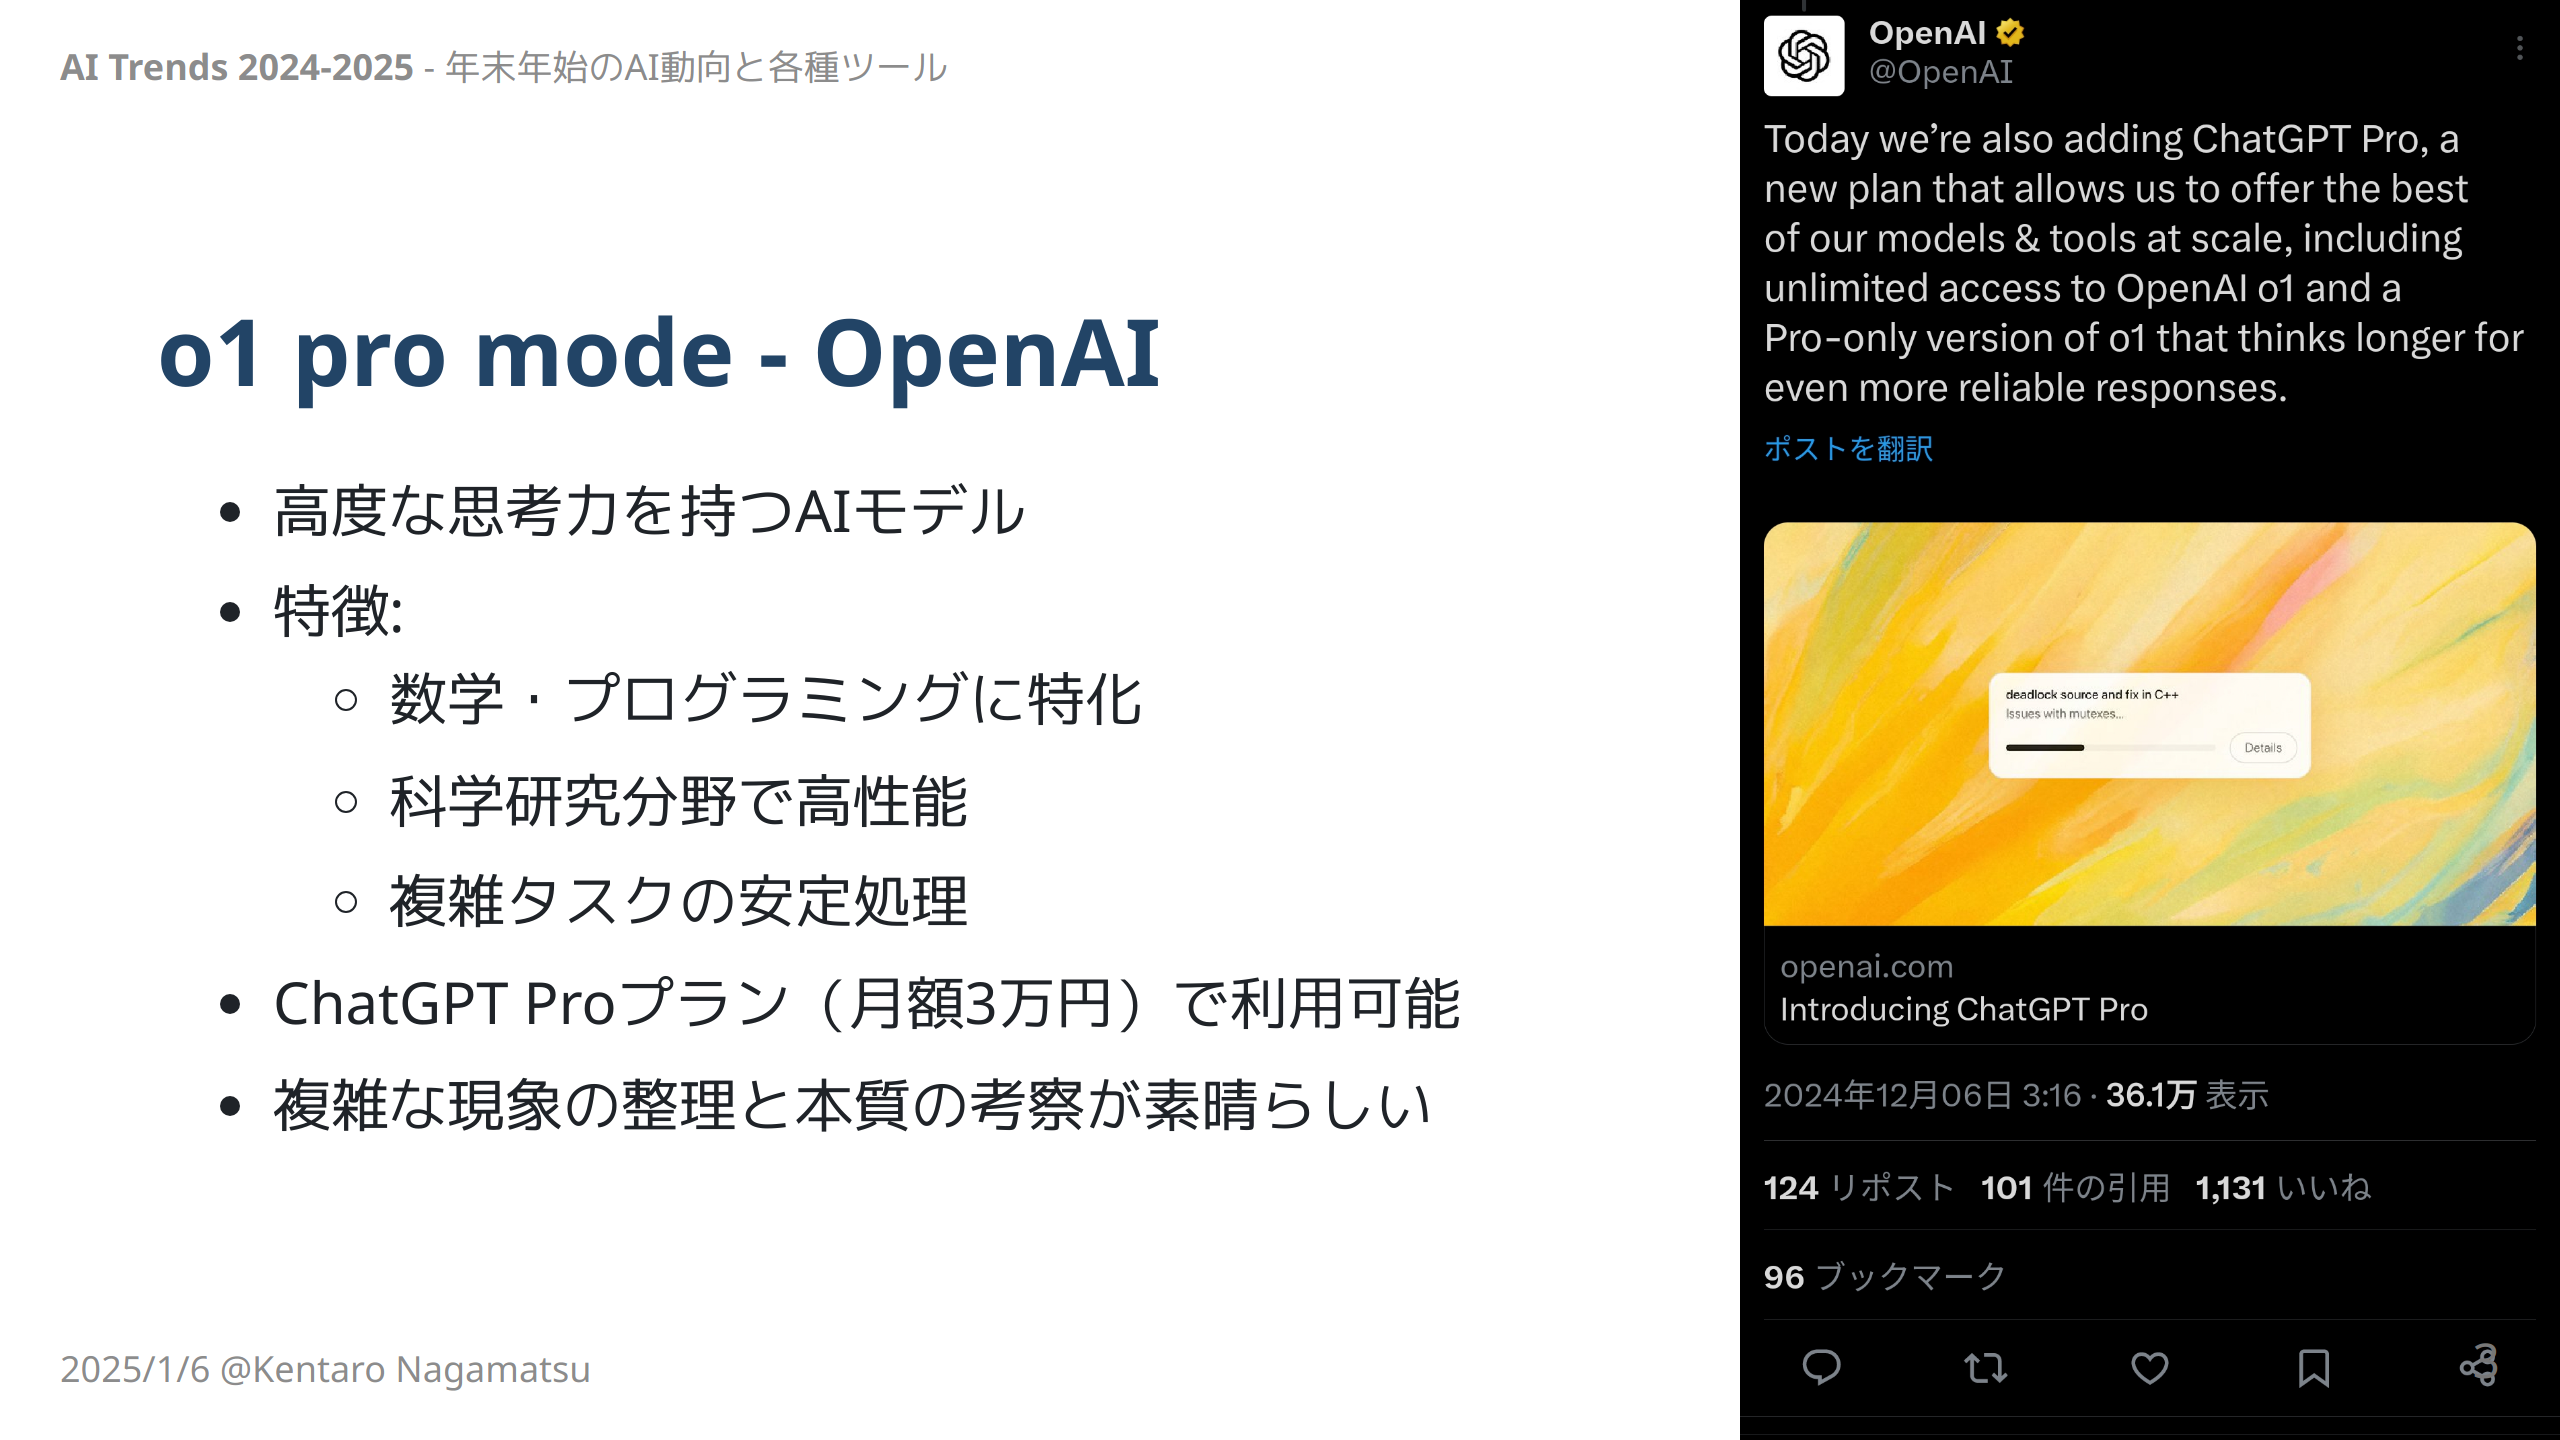 AI Trends 2024-2025 - 年末年始のAI動向と各種ツール
o1 pro mode - OpenAI
高度な思考力を持つAIモデル
特徴:
数学・プログラミングに特化
科学研究分野で高性能
複雑タスクの安定処理
ChatGPT Proプラン（月額3万円）で利用可能
複雑な現象の整理と本質の考察が素晴らしい
2025/1/6 @Kentaro Nagamatsu
OpenAI
@OpenAI
Today we’re also adding ChatGPT Pro, a
new plan that allows us to offer the best
of our models & tools at scale, including
unlimited access to OpenAI o1 and a
Pro-only version of o1 that thinks longer for
even more reliable responses.
ポストを翻訳
deadlock source and fix in C++
Issues with mutexes...
Details
openai.com
Introducing ChatGPT Pro
2024年12月06日 3:16 · 36.1万 表示
124 リポスト 101 件の引用 1,131 いいね
96 ブックマーク